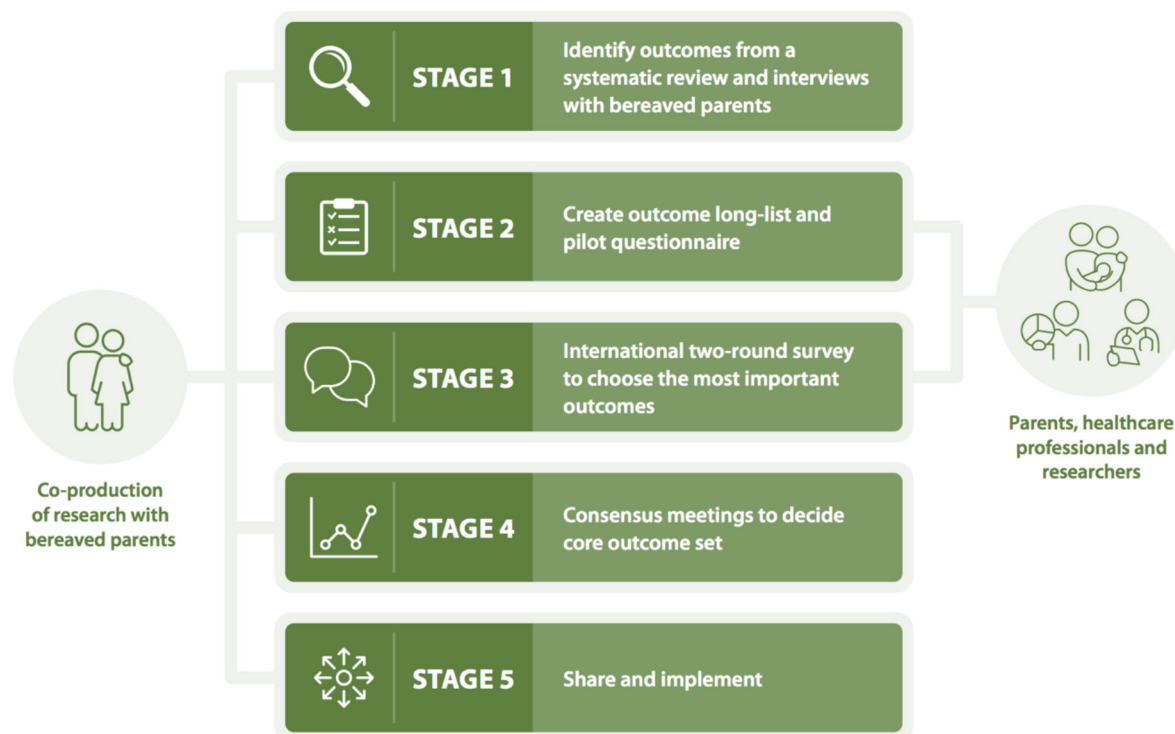 STAGE 1
Identify outcomes from a
systematic review and interviews
with bereaved parents
STAGE 2
Create outcome long-list and
pilot questionnaire
STAGE 3
International two-round survey
to choose the most important
outcomes
STAGE 4
Consensus meetings to decide
core outcome set
STAGE 5
Share and implement
Co-production
of research with
bereaved parents
Parents, healthcare
professionals and
researchers